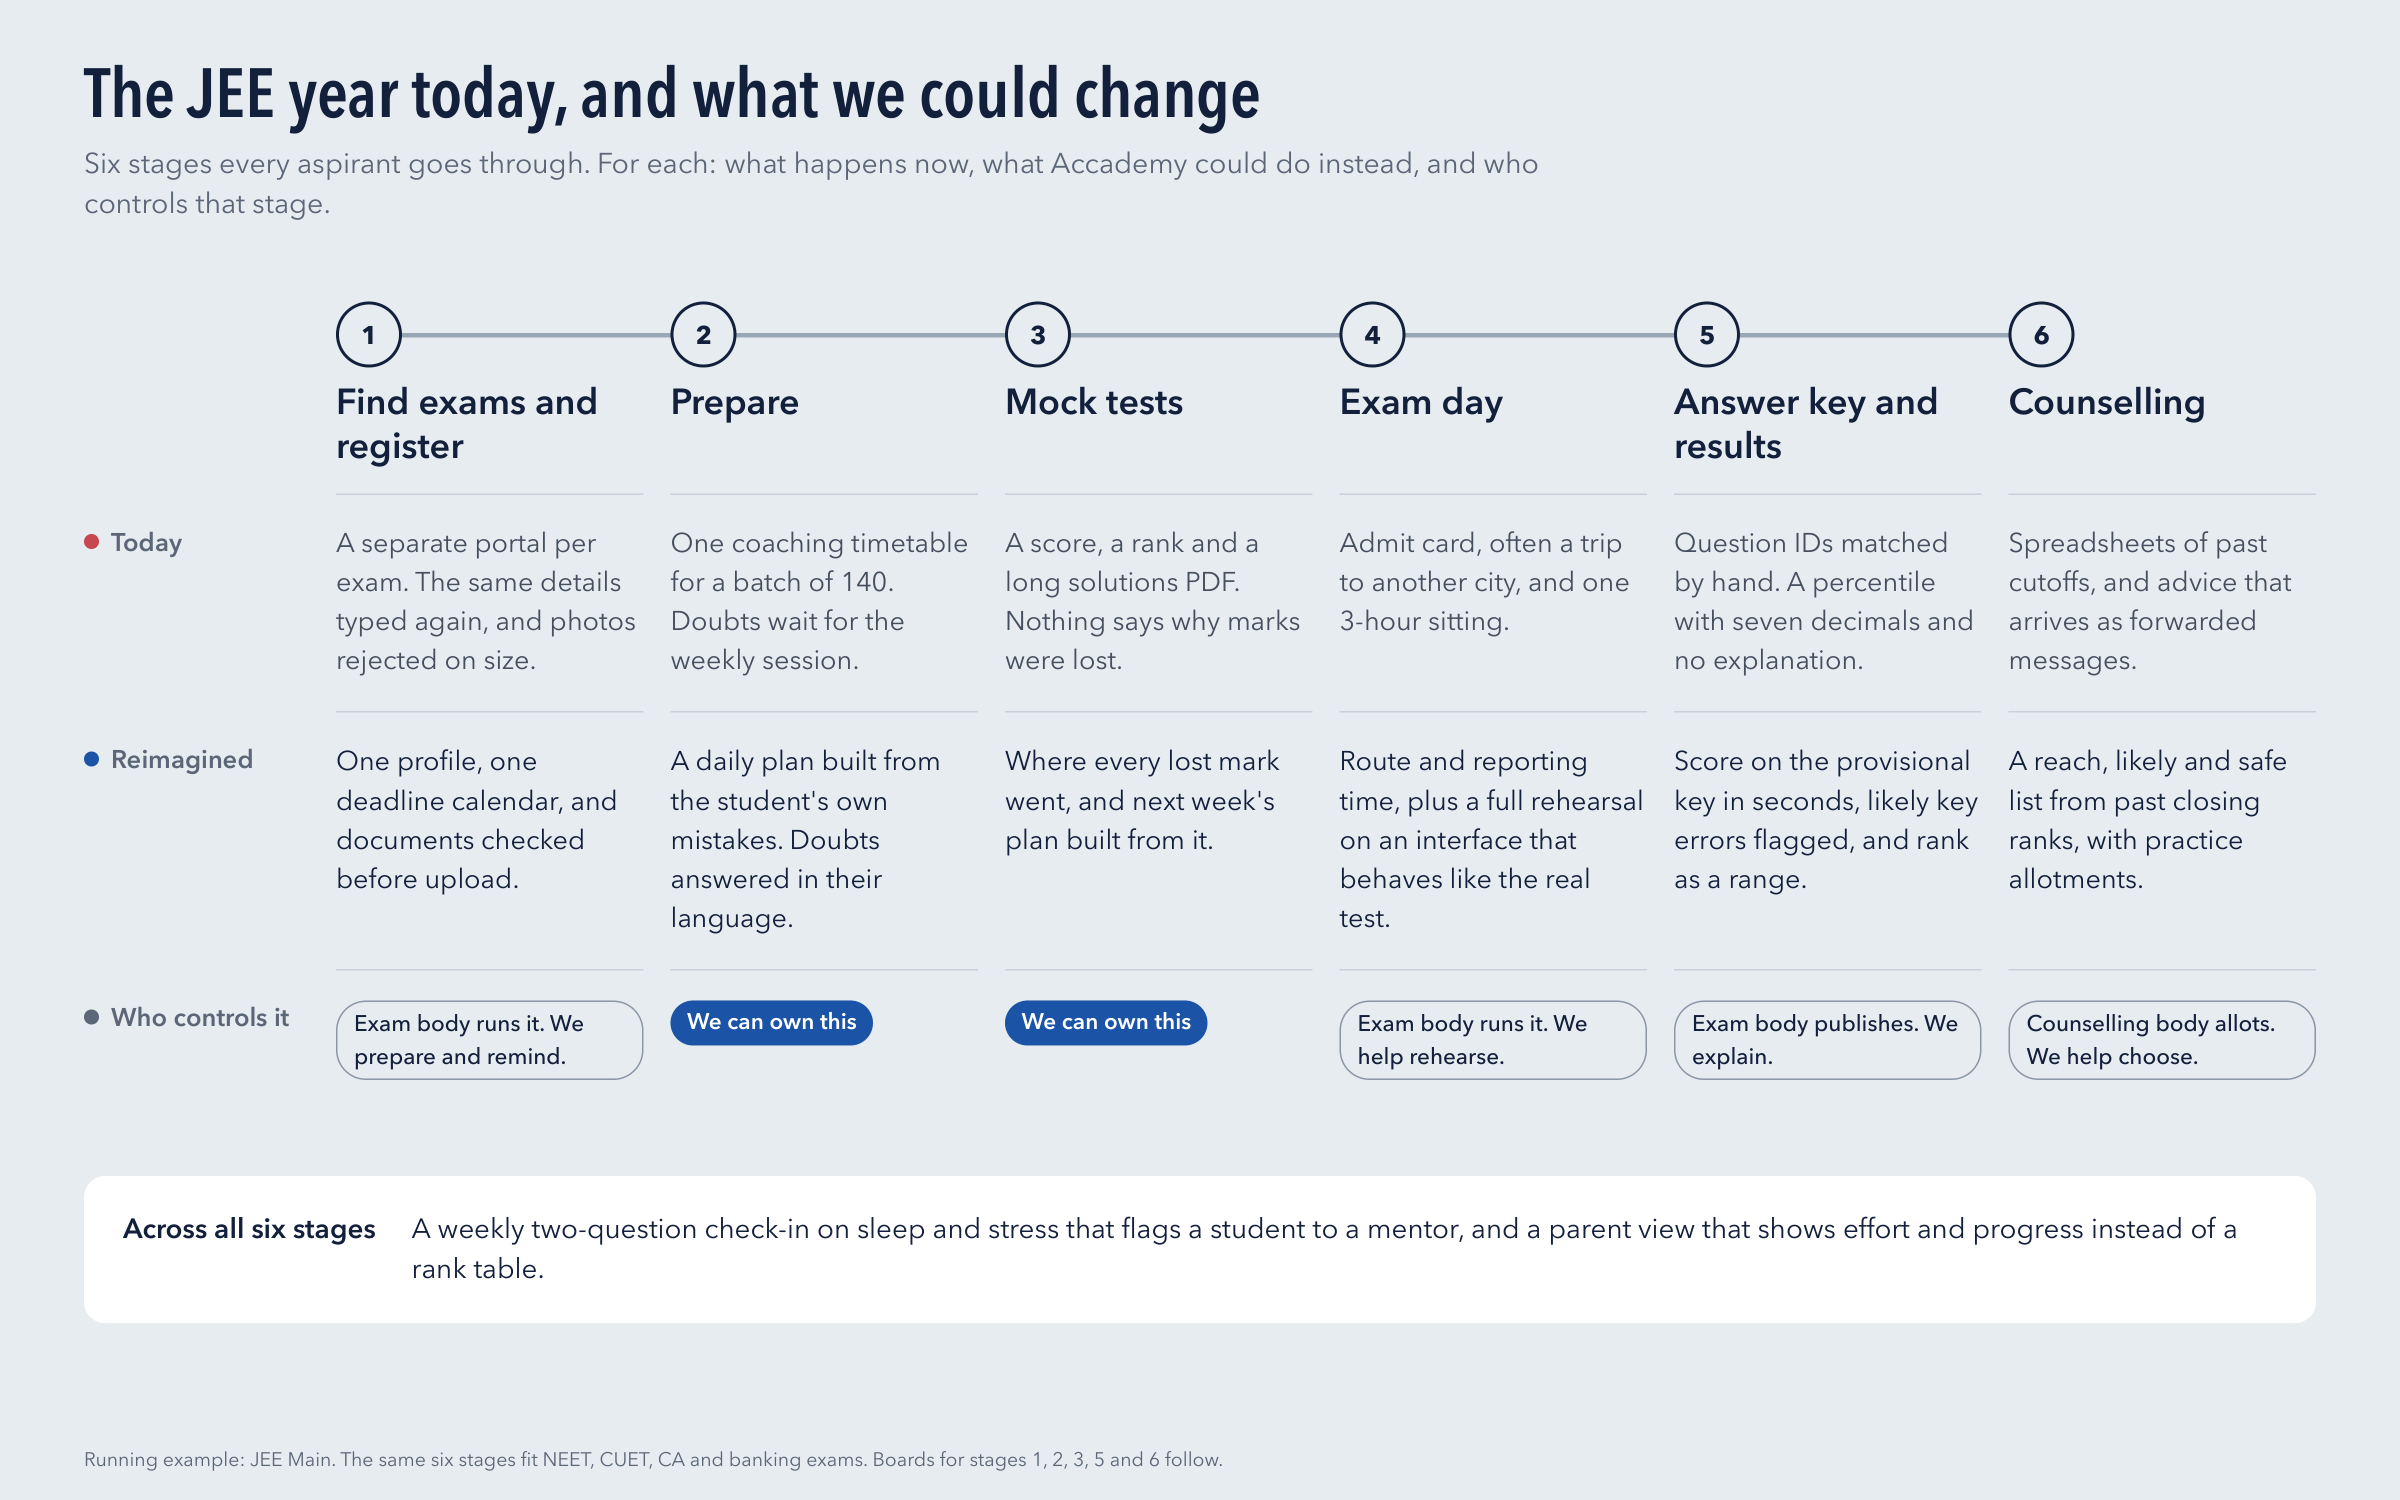 The JEE year today, and what we could change
Six stages every aspirant goes through. For each: what happens now, what Accademy could do instead, and who
controls that stage.
1
2
3
4
5
6
Find exams and
register
Prepare
Mock tests
Exam day
Answer key and
results
Counselling
Today
A separate portal per
exam. The same details
typed again, and photos
rejected on size.
One coaching timetable
for a batch of 140.
Doubts wait for the
weekly session.
A score, a rank and a
long solutions PDF.
Nothing says why marks
were lost.
Admit card, often a trip
to another city, and one
3-hour sitting.
Question IDs matched
by hand. A percentile
with seven decimals and
no explanation.
Spreadsheets of past
cutoffs, and advice that
arrives as forwarded
messages.
Reimagined
One profile, one
deadline calendar, and
documents checked
before upload.
A daily plan built from
the student's own
mistakes. Doubts
answered in their
language.
Where every lost mark
went, and next week's
plan built from it.
Route and reporting
time, plus a full rehearsal
on an interface that
behaves like the real
test.
Score on the provisional
key in seconds, likely key
errors flagged, and rank
as a range.
A reach, likely and safe
list from past closing
ranks, with practice
allotments.
Who controls it
Exam body runs it. We
prepare and remind.
We can own this
We can own this
Exam body runs it. We
help rehearse.
Exam body publishes. We
explain.
Counselling body allots.
We help choose.
Across all six stages
A weekly two-question check-in on sleep and stress that flags a student to a mentor, and a parent view that shows effort and progress instead of a
rank table.
Running example: JEE Main. The same six stages fit NEET, CUET, CA and banking exams. Boards for stages 1, 2, 3, 5 and 6 follow.